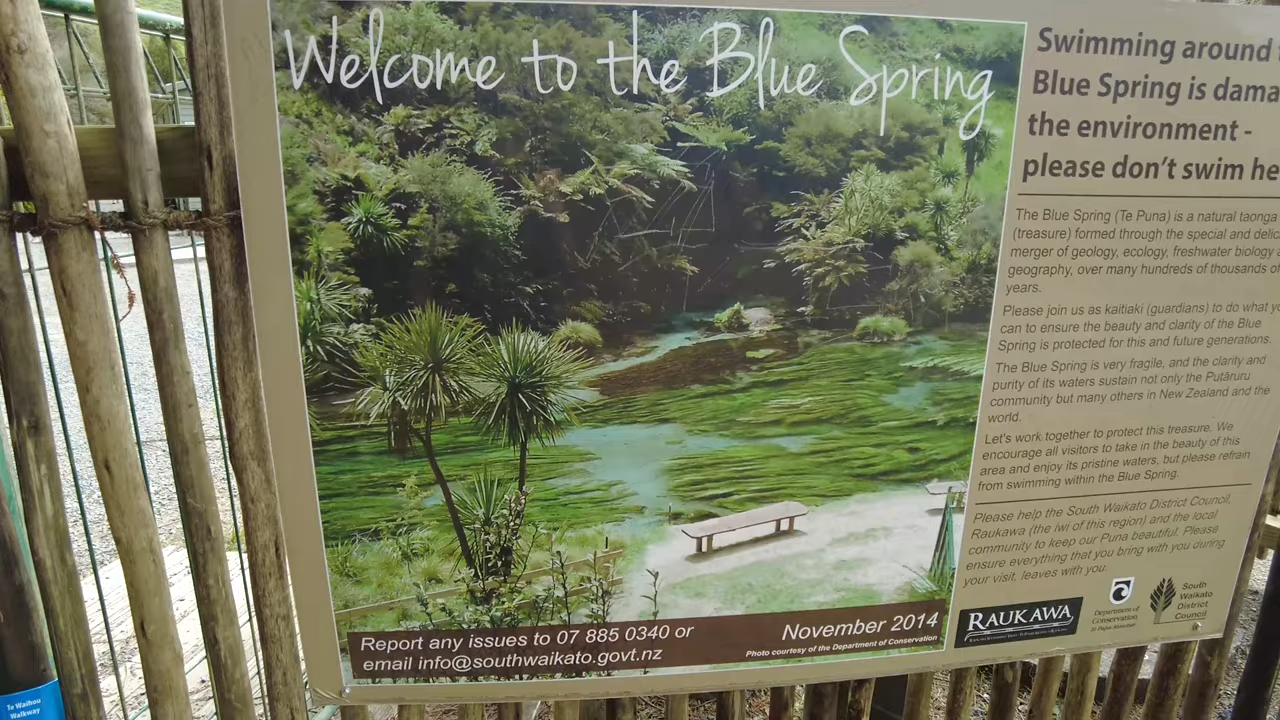 Welcome to the Blue Spring
Swimming around
Blue Spring is dama
the environment -
please don't swim he
The Blue Spring (Te Puna) is a natural taonga
(treasure) formed through the special and delic
merger of geology, ecology, freshwater biology a
geography, over many hundreds of thousands of
years.
Please join us as kaitiaki (guardians) to do what yo
can to ensure the beauty and clarity of the Blue
Spring is protected for this and future generations.
The Blue Spring is very fragile, and the clarity and
purity of its waters sustain not only the Putāruru
community but many others in New Zealand and the
world.
Let's work together to protect this treasure. We
encourage all visitors to take in the beauty of this
area and enjoy its pristine waters, but please refrain
from swimming within the Blue Spring.
Please help the South Waikato District Council,
Raukawa (the iwi of this region) and the local
community to keep our Puna beautiful. Please
ensure everything that you bring with you during
your visit, leaves with you.
RAUKAWA
Department of
Conservation
Te Papa Atawhai
South
Waikato
District
Council
Report any issues to 07 885 0340 or
email info@southwaikato.govt.nz
November 2014
Photo courtesy of the Department of Conservation
Te Waihou
Walkway